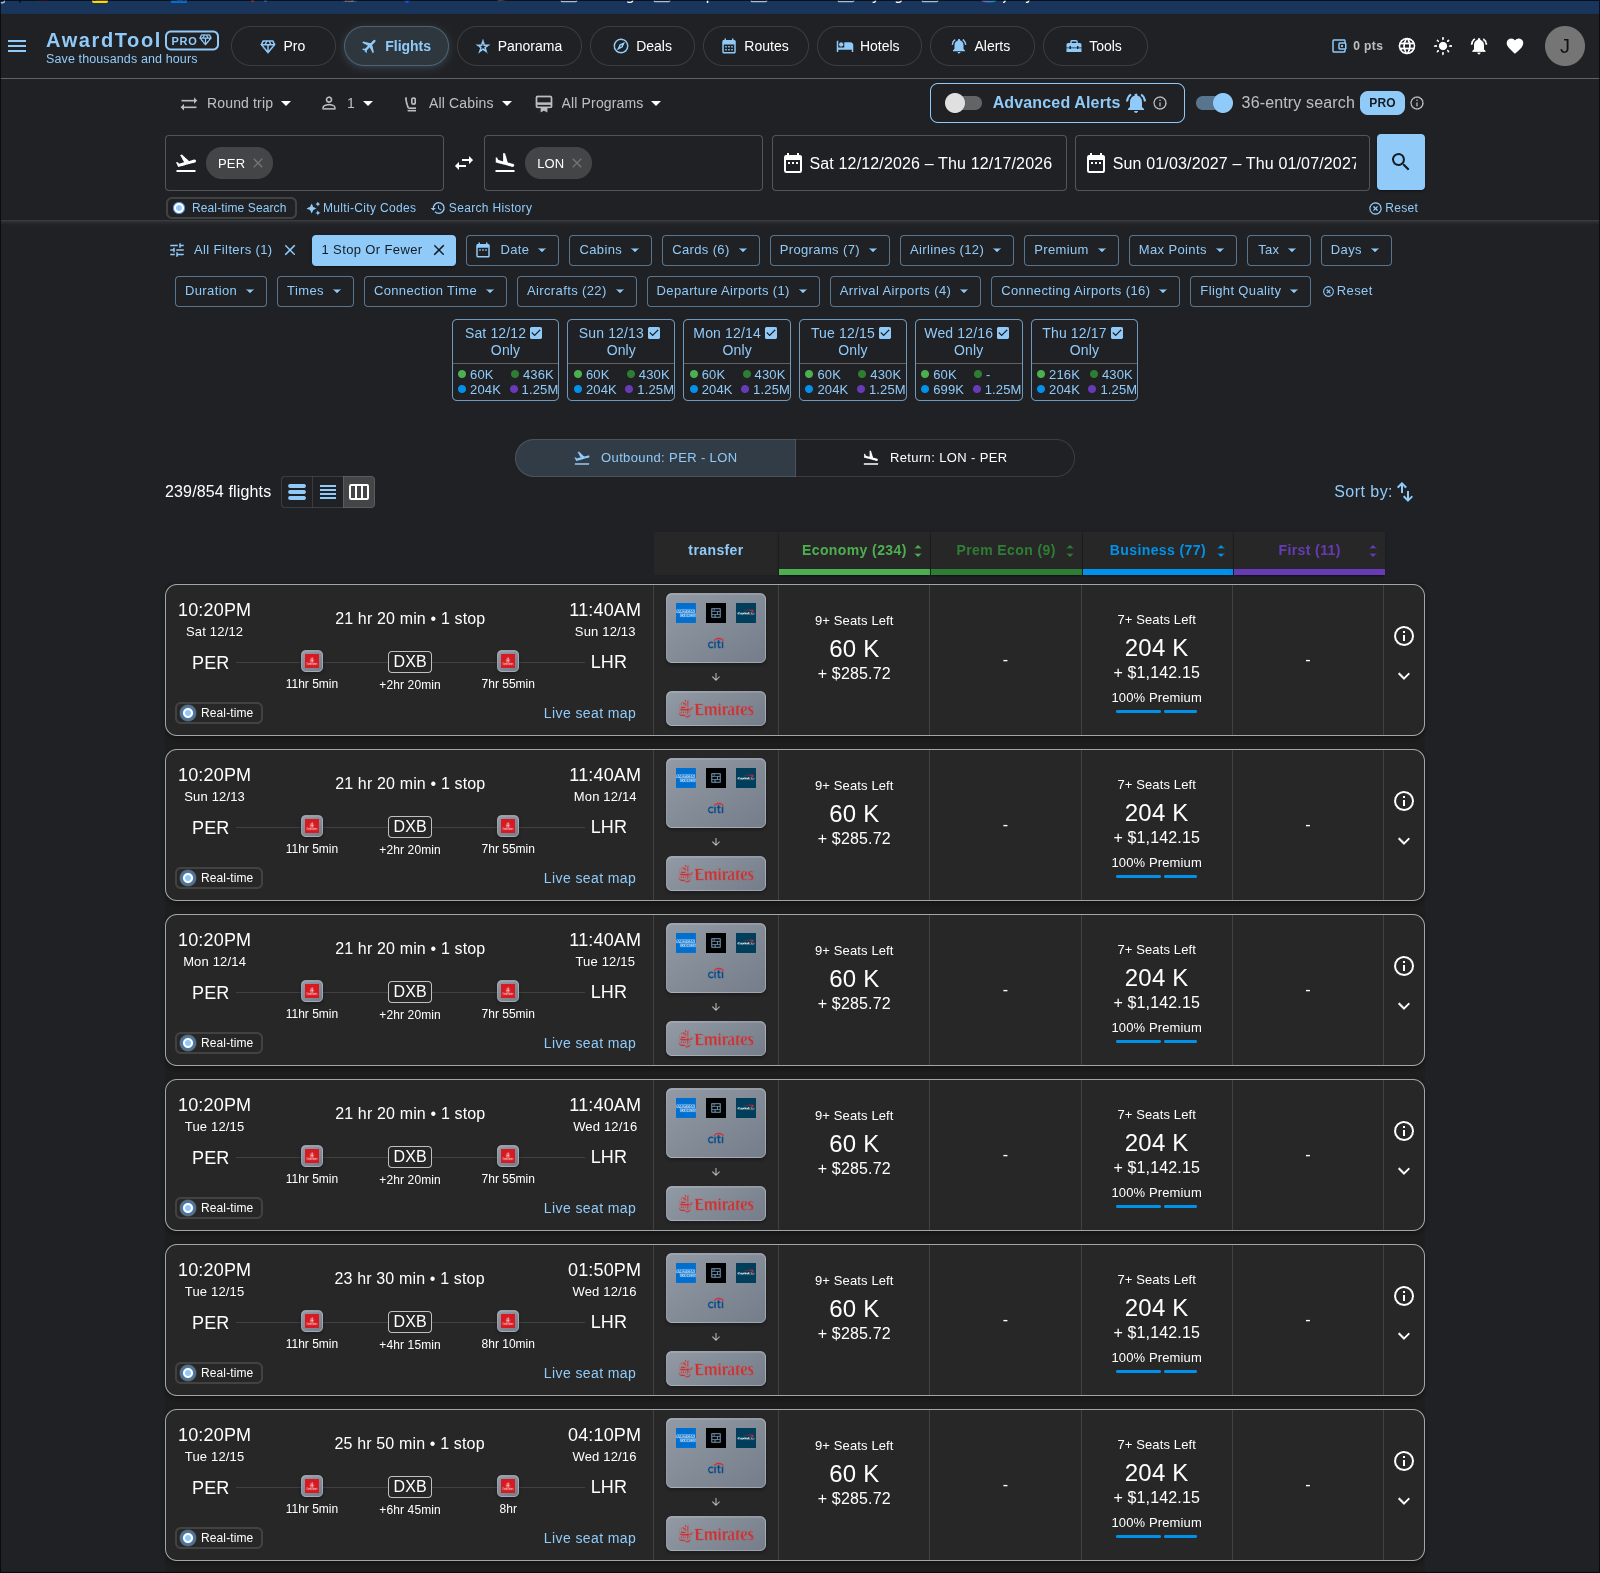 AwardTool PRO
Save thousands and hours
Pro
Flights
Panorama
Deals
Routes
Hotels
Alerts
Tools
0 pts
J
Round trip
1
All Cabins
All Programs
Advanced Alerts
36-entry search PRO
PER
LON
Sat 12/12/2026 – Thu 12/17/2026
Sun 01/03/2027 – Thu 01/07/2027
Real-time Search
Multi-City Codes
Search History
Reset
All Filters (1)
1 Stop Or Fewer
Date
Cabins
Cards (6)
Programs (7)
Airlines (12)
Premium
Max Points
Tax
Days
Duration
Times
Connection Time
Aircrafts (22)
Departure Airports (1)
Arrival Airports (4)
Connecting Airports (16)
Flight Quality
Reset
Sat 12/12
Only
60K 436K
204K 1.25M
Sun 12/13
Only
60K 430K
204K 1.25M
Mon 12/14
Only
60K 430K
204K 1.25M
Tue 12/15
Only
60K 430K
204K 1.25M
Wed 12/16
Only
60K -
699K 1.25M
Thu 12/17
Only
216K 430K
204K 1.25M
Outbound: PER - LON
Return: LON - PER
239/854 flights
Sort by:
transfer
Economy (234)
Prem Econ (9)
Business (77)
First (11)
10:20PM
Sat 12/12
21 hr 20 min • 1 stop
11:40AM
Sun 12/13
PER
11hr 5min
DXB
+2hr 20min
7hr 55min
LHR
Real-time
Live seat map
citi
Emirates
9+ Seats Left
60 K
+ $285.72
-
7+ Seats Left
204 K
+ $1,142.15
100% Premium
-
10:20PM
Sun 12/13
21 hr 20 min • 1 stop
11:40AM
Mon 12/14
PER
11hr 5min
DXB
+2hr 20min
7hr 55min
LHR
Real-time
Live seat map
citi
Emirates
9+ Seats Left
60 K
+ $285.72
-
7+ Seats Left
204 K
+ $1,142.15
100% Premium
-
10:20PM
Mon 12/14
21 hr 20 min • 1 stop
11:40AM
Tue 12/15
PER
11hr 5min
DXB
+2hr 20min
7hr 55min
LHR
Real-time
Live seat map
citi
Emirates
9+ Seats Left
60 K
+ $285.72
-
7+ Seats Left
204 K
+ $1,142.15
100% Premium
-
10:20PM
Tue 12/15
21 hr 20 min • 1 stop
11:40AM
Wed 12/16
PER
11hr 5min
DXB
+2hr 20min
7hr 55min
LHR
Real-time
Live seat map
citi
Emirates
9+ Seats Left
60 K
+ $285.72
-
7+ Seats Left
204 K
+ $1,142.15
100% Premium
-
10:20PM
Tue 12/15
23 hr 30 min • 1 stop
01:50PM
Wed 12/16
PER
11hr 5min
DXB
+4hr 15min
8hr 10min
LHR
Real-time
Live seat map
citi
Emirates
9+ Seats Left
60 K
+ $285.72
-
7+ Seats Left
204 K
+ $1,142.15
100% Premium
-
10:20PM
Tue 12/15
25 hr 50 min • 1 stop
04:10PM
Wed 12/16
PER
11hr 5min
DXB
+6hr 45min
8hr
LHR
Real-time
Live seat map
citi
Emirates
9+ Seats Left
60 K
+ $285.72
-
7+ Seats Left
204 K
+ $1,142.15
100% Premium
-